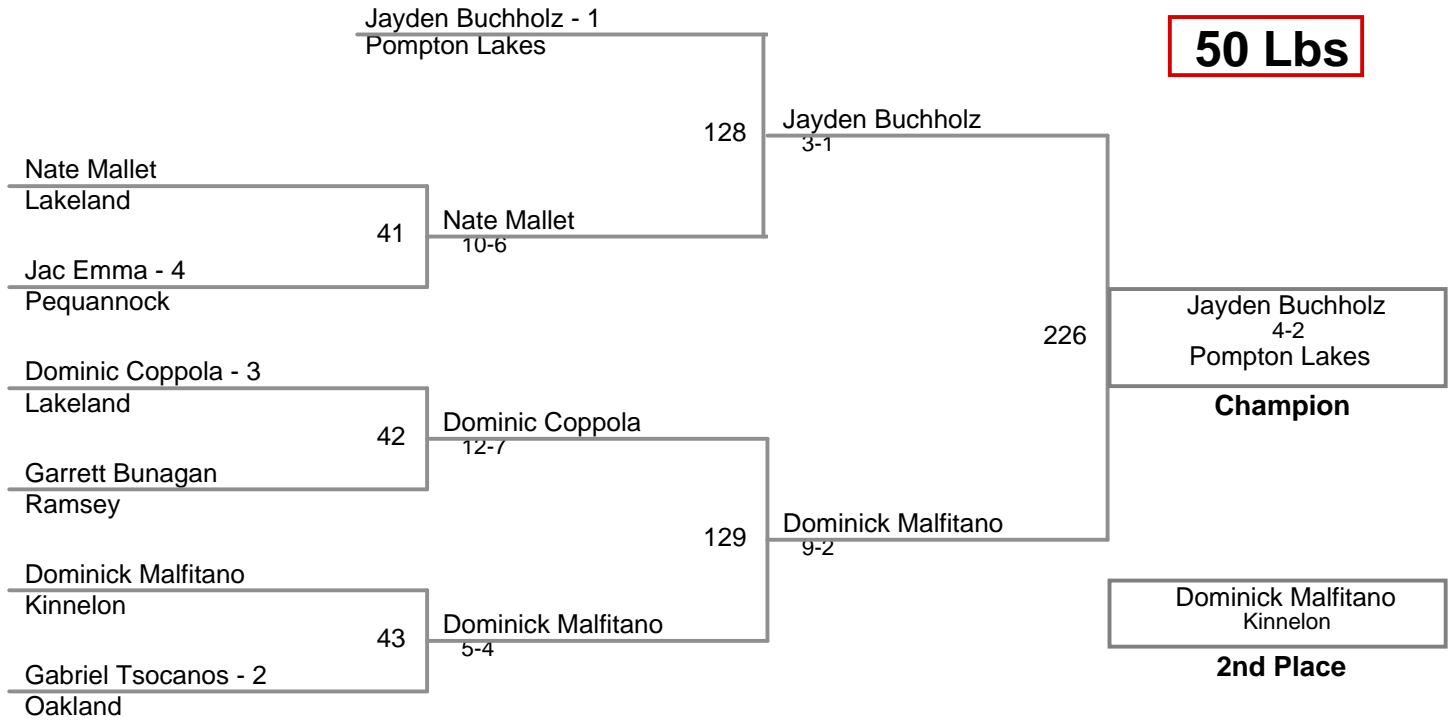 Jayden Buchholz - 1
Pompton Lakes
50 Lbs
128
Jayden Buchholz
3-1
Nate Mallet
Lakeland
41
Nate Mallet
10-6
Jac Emma - 4
Pequannock
226
Jayden Buchholz
4-2
Pompton Lakes
Champion
Dominic Coppola - 3
Lakeland
42
Dominic Coppola
12-7
Garrett Bunagan
Ramsey
129
Dominick Malfitano
9-2
Dominick Malfitano
Kinnelon
43
Dominick Malfitano
5-4
Gabriel Tsocanos - 2
Oakland
Dominick Malfitano
Kinnelon
2nd Place